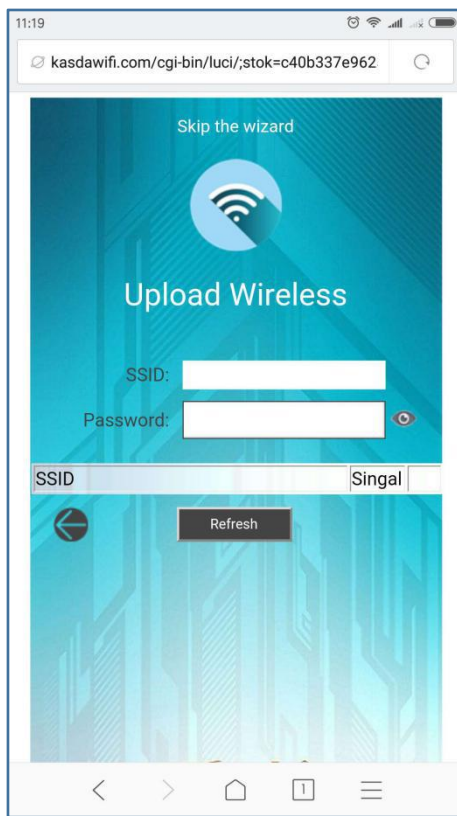 11:19
kasdawifi.com/cgi-bin/luci/;stok=c40b337e962
Skip the wizard
Upload Wireless
SSID:
Password:
SSID Singal
Refresh
1